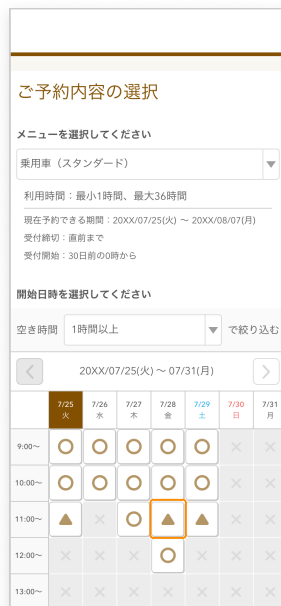 ご予約内容の選択
メニューを選択してください
乗用車（スタンダード）
利用時間：最小1時間、最大36時間
現在予約できる期間：20XX/07/25(火) ～ 20XX/08/07(月)
受付締切：直前まで
受付開始：30日前の0時から
開始日時を選択してください
空き時間 1時間以上 で絞り込む
20XX/07/25(火)～ 07/31(月)
7/25 7/26 7/27 7/28 7/29 7/30 7/31
火 水 木 金 土 日 月
9:00～ ○ ○ ○ ○ ○ × ×
10:00～ ○ ○ ○ ○ ○ × ×
11:00～ ▲ × ○ ▲ ▲ × ×
12:00～ × × × ○ × × ×
13:00～ × × × × × × ×